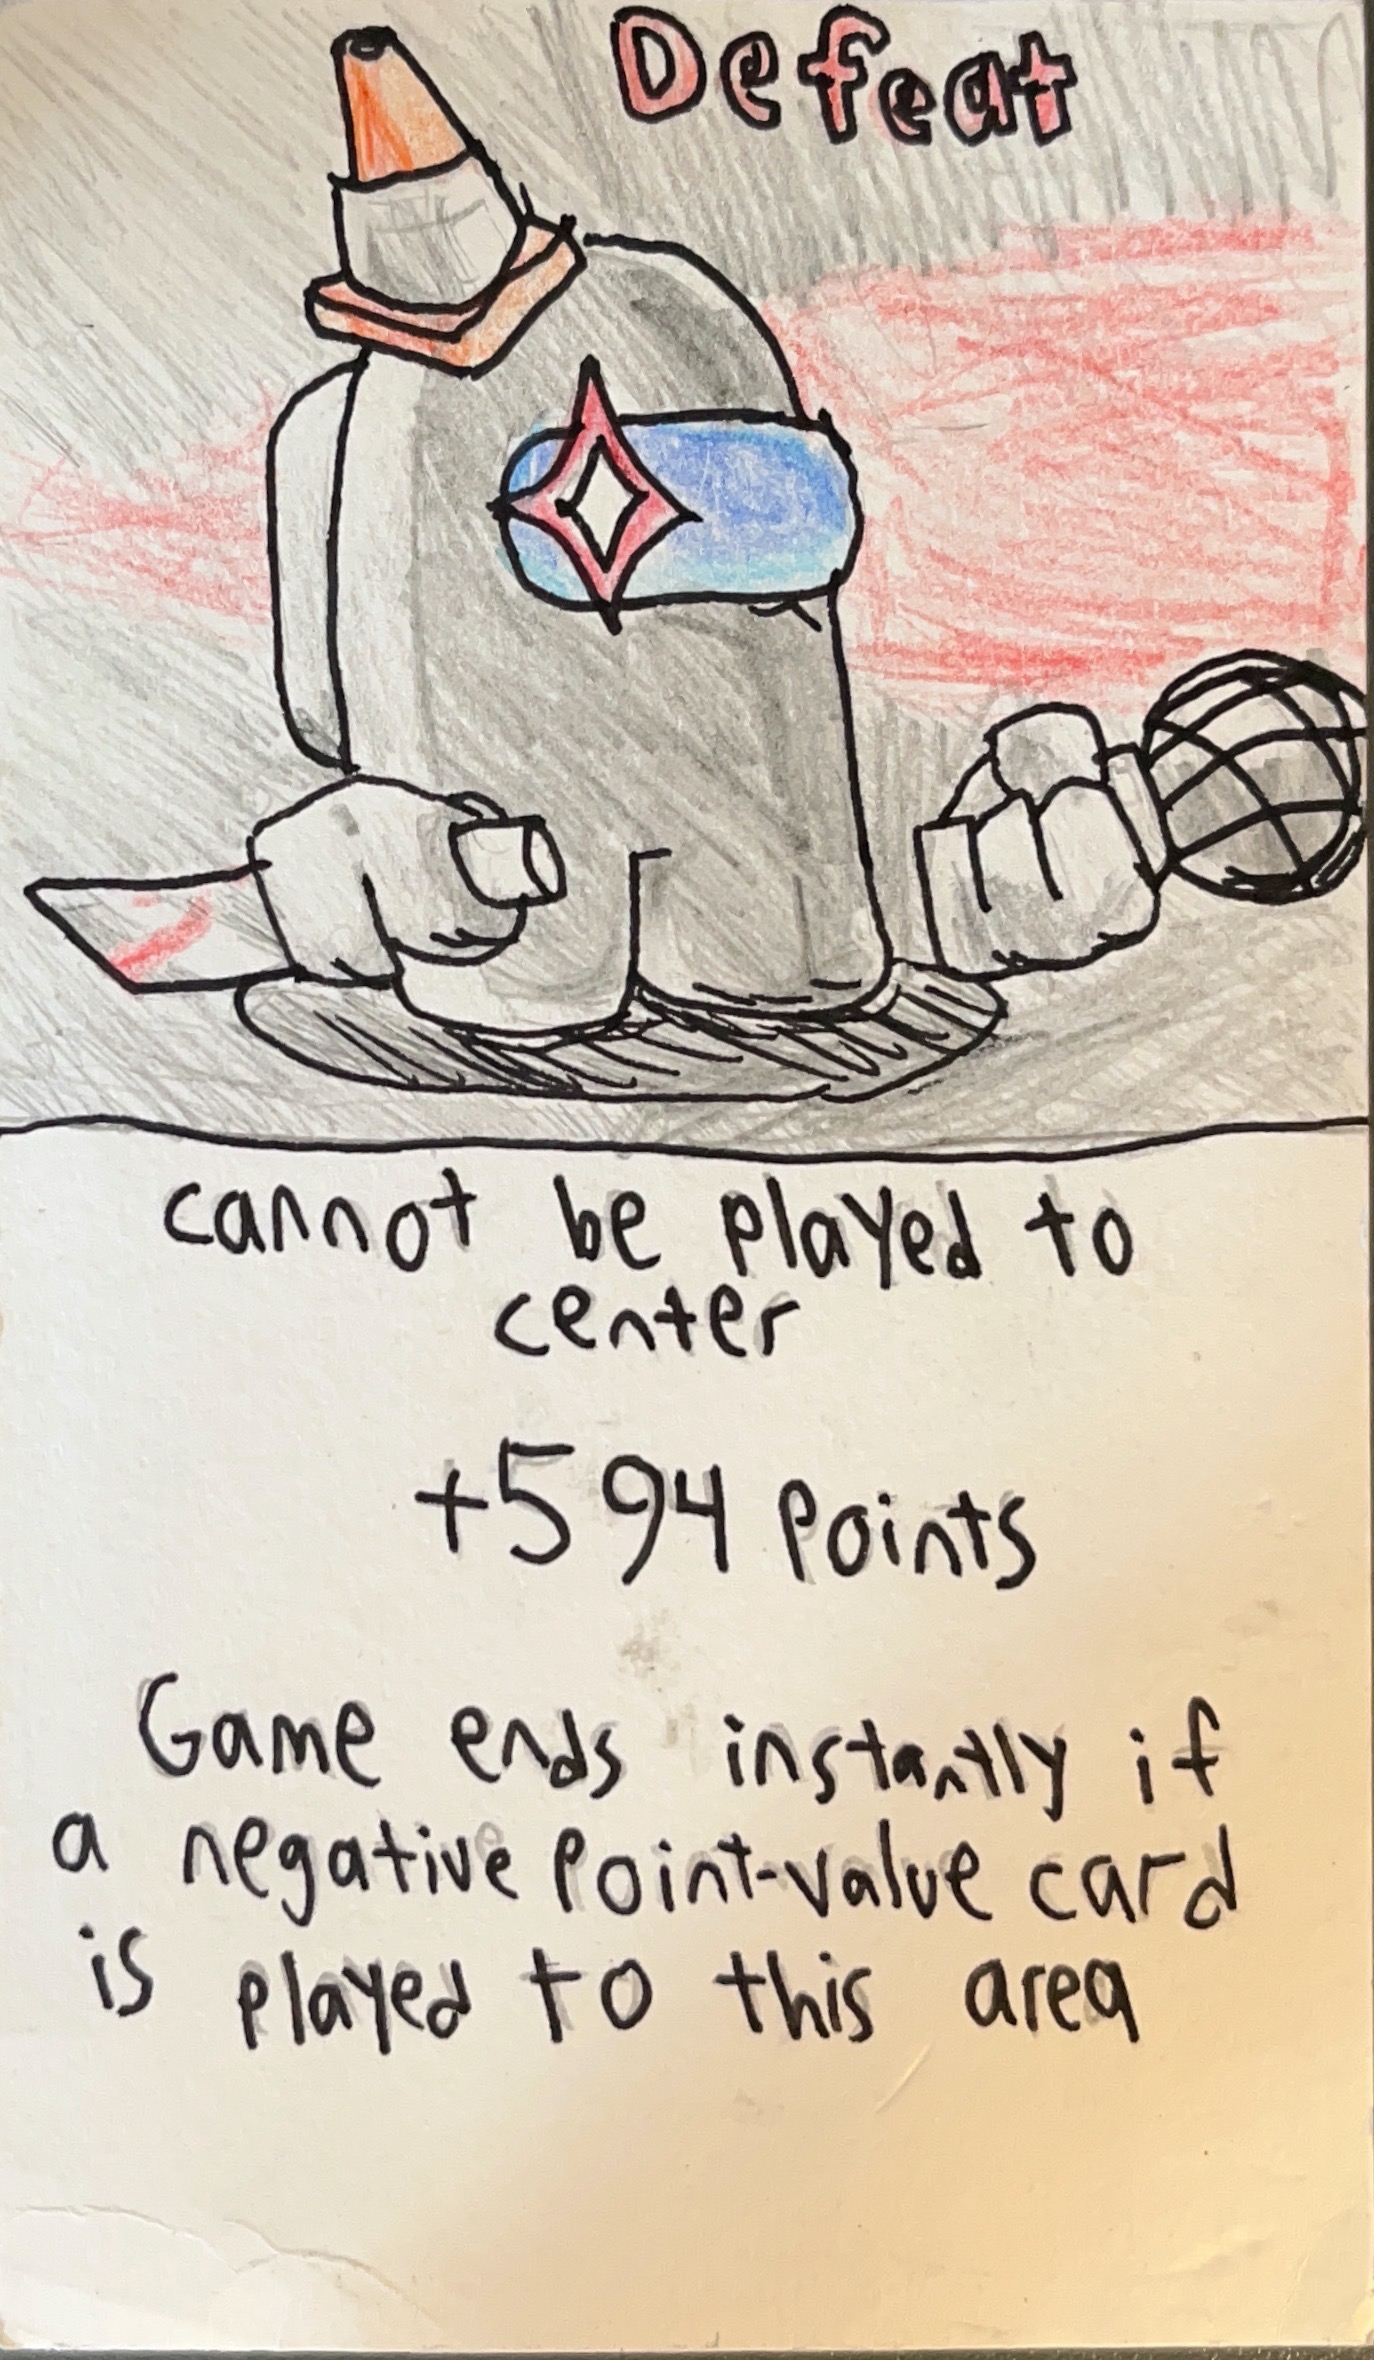 Defeat
cannot be played to
center
+594 points
Game ends instantly if
a negative point-value card
is played to this area